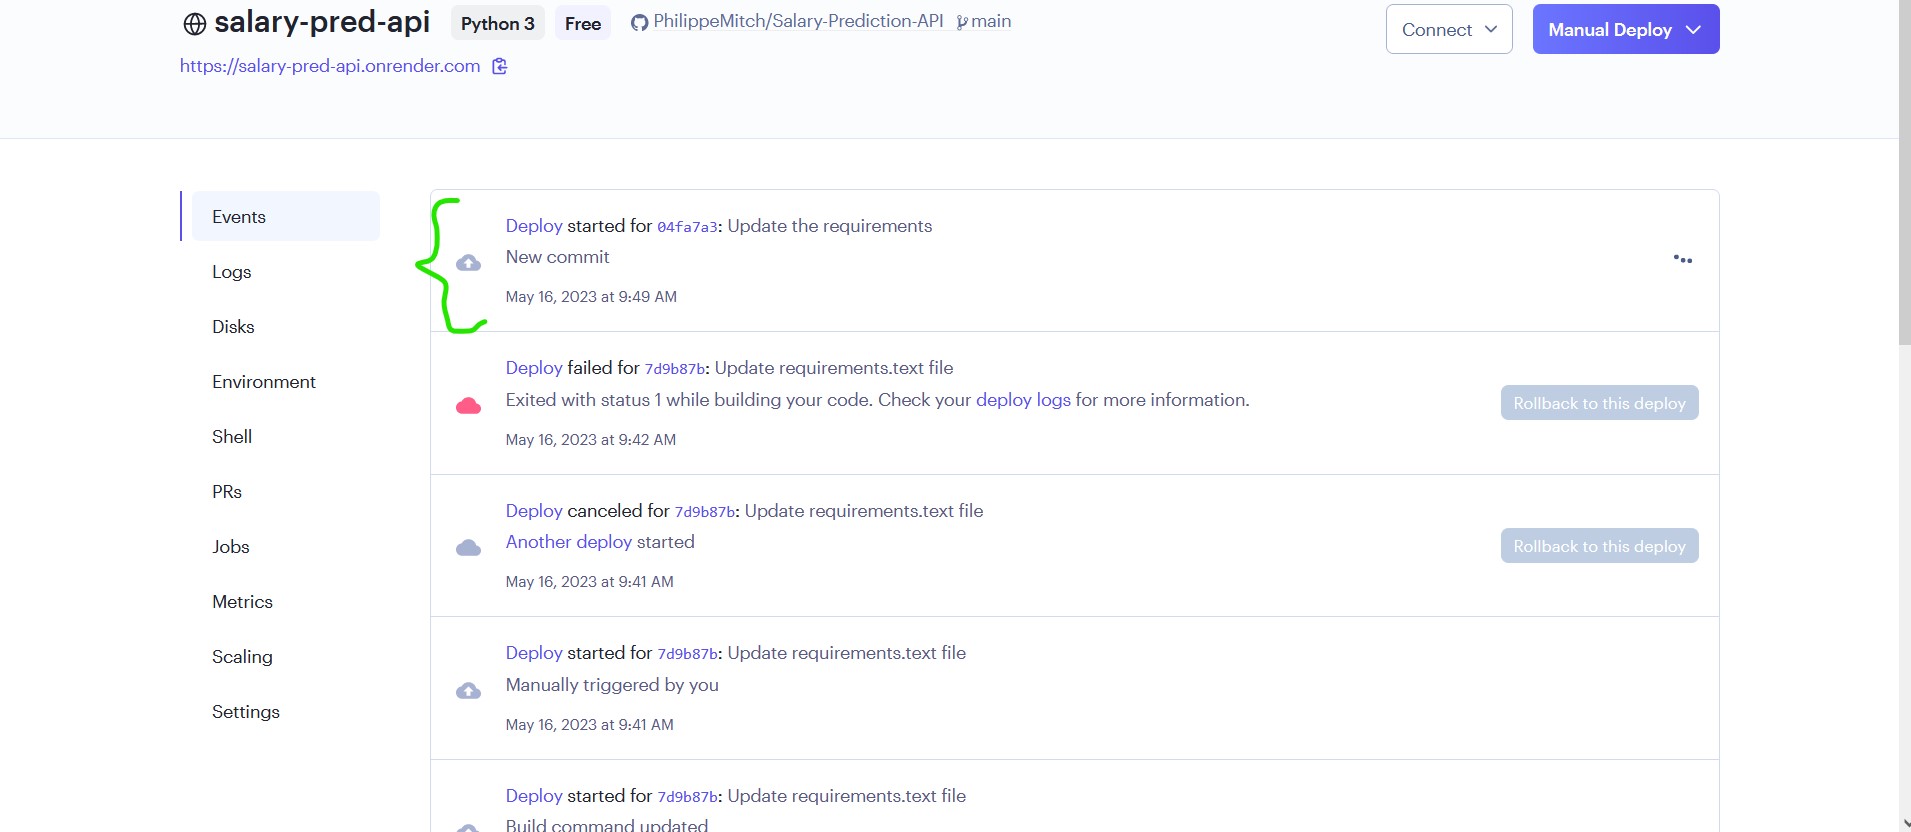 salary-pred-api Python 3 Free PhilippeMitch/Salary-Prediction-API main Connect Manual Deploy
https://salary-pred-api.onrender.com
Events
Logs
Disks
Environment
Shell
PRs
Jobs
Metrics
Scaling
Settings
Deploy started for 04fa7a3: Update the requirements
New commit
May 16, 2023 at 9:49 AM
Deploy failed for 7d9b87b: Update requirements.text file
Exited with status 1 while building your code. Check your deploy logs for more information.
May 16, 2023 at 9:42 AM
Rollback to this deploy
Deploy canceled for 7d9b87b: Update requirements.text file
Another deploy started
May 16, 2023 at 9:41 AM
Rollback to this deploy
Deploy started for 7d9b87b: Update requirements.text file
Manually triggered by you
May 16, 2023 at 9:41 AM
Deploy started for 7d9b87b: Update requirements.text file
Build command updated